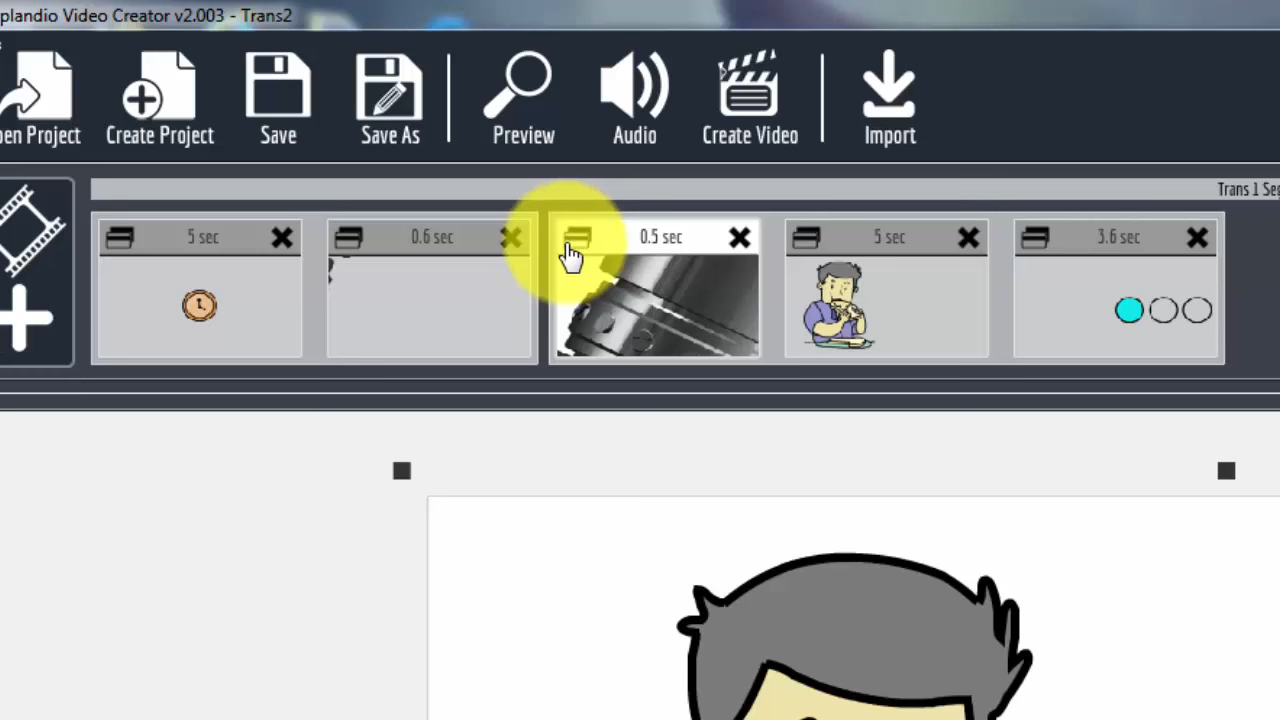 plandio Video Creator v2.003 - Trans2
pen Project
Create Project
Save
Save As
Preview
Audio
Create Video
Import
Trans 1 Seg
5 sec
0.6 sec
0.5 sec
5 sec
3.6 sec